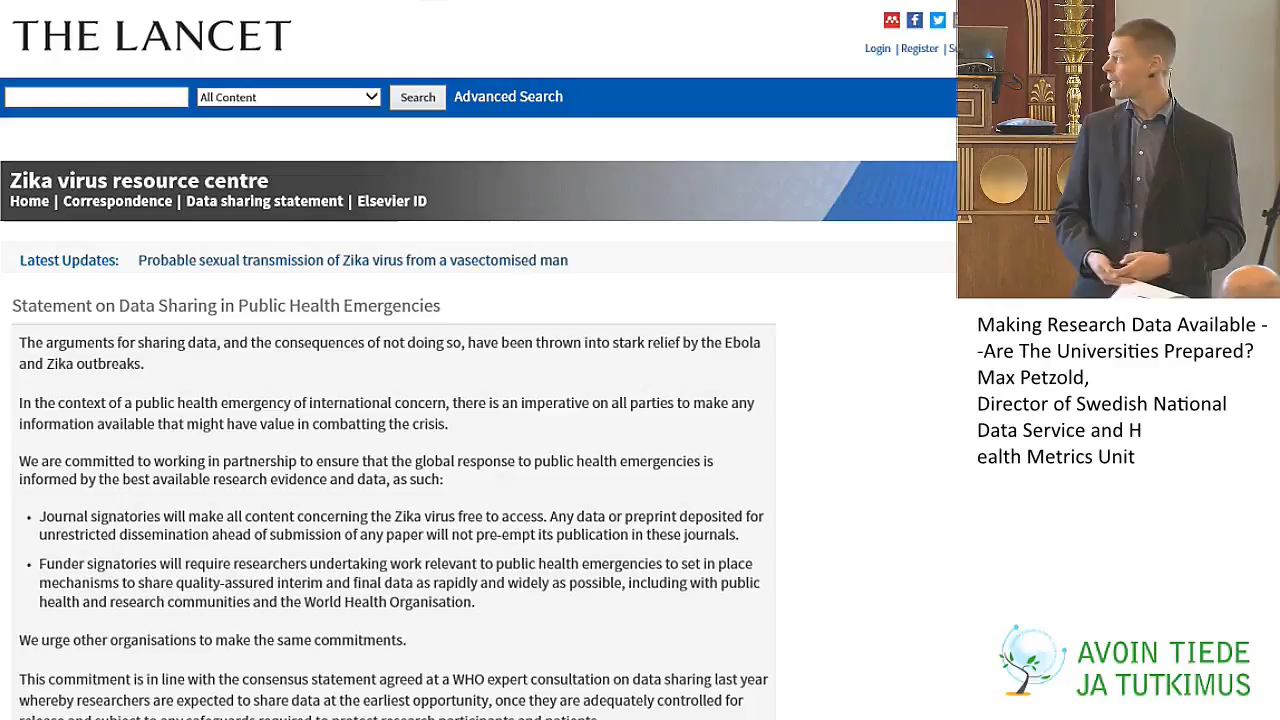 THE LANCET
Login | Register |
All Content
Search
Advanced Search
Zika virus resource centre
Home | Correspondence | Data sharing statement | Elsevier ID
Latest Updates: Probable sexual transmission of Zika virus from a vasectomised man
Statement on Data Sharing in Public Health Emergencies
The arguments for sharing data, and the consequences of not doing so, have been thrown into stark relief by the Ebola
and Zika outbreaks.
In the context of a public health emergency of international concern, there is an imperative on all parties to make any
information available that might have value in combatting the crisis.
We are committed to working in partnership to ensure that the global response to public health emergencies is
informed by the best available research evidence and data, as such:
• Journal signatories will make all content concerning the Zika virus free to access. Any data or preprint deposited for
unrestricted dissemination ahead of submission of any paper will not pre-empt its publication in these journals.
• Funder signatories will require researchers undertaking work relevant to public health emergencies to set in place
mechanisms to share quality-assured interim and final data as rapidly and widely as possible, including with public
health and research communities and the World Health Organisation.
We urge other organisations to make the same commitments.
This commitment is in line with the consensus statement agreed at a WHO expert consultation on data sharing last year
whereby researchers are expected to share data at the earliest opportunity, once they are adequately controlled for
release and subject to any safeguards required to protect research participants and patients.
Making Research Data Available -
-Are The Universities Prepared?
Max Petzold,
Director of Swedish National
Data Service and H
ealth Metrics Unit
AVOIN TIEDE
JA TUTKIMUS